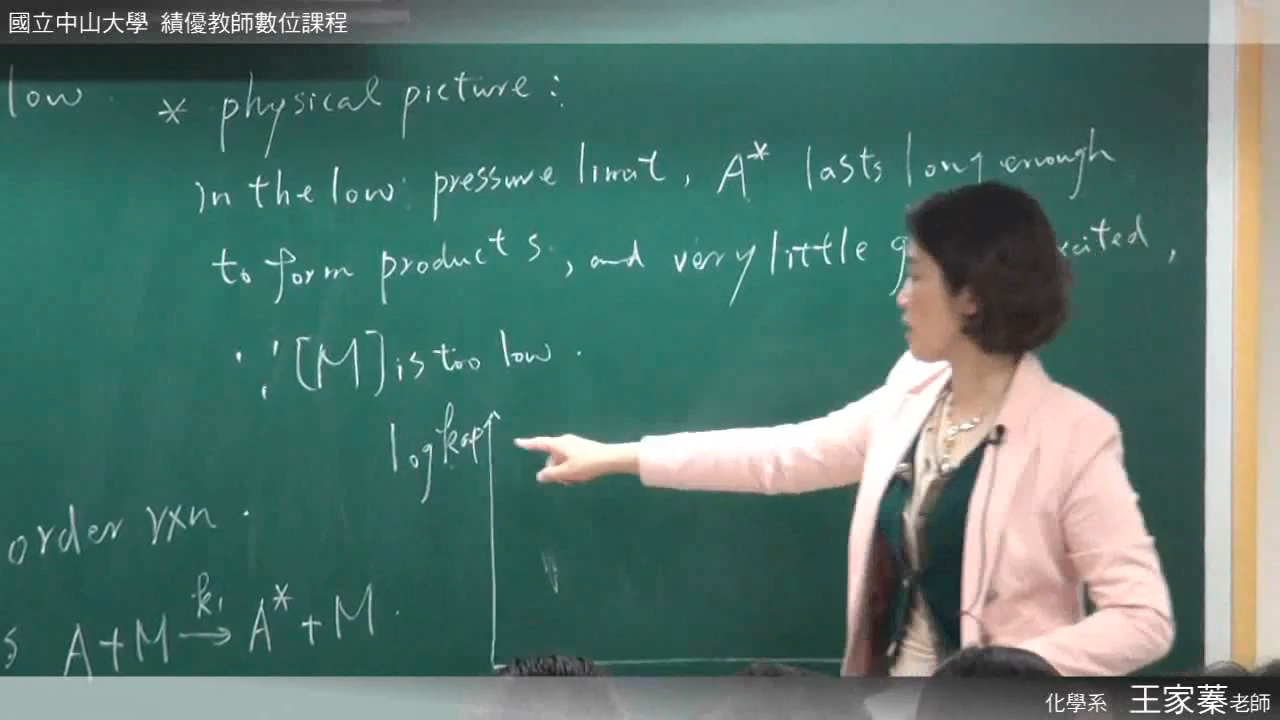 國立中山大學 績優教師數位課程
low.
* physical picture :
in the low pressure limit, A* lasts long enough
to form products, and very little g cited,
∵ [M] is too low.
log kap
order rxn.
s A+M →k₁ A* + M.
化學系 王家蓁老師